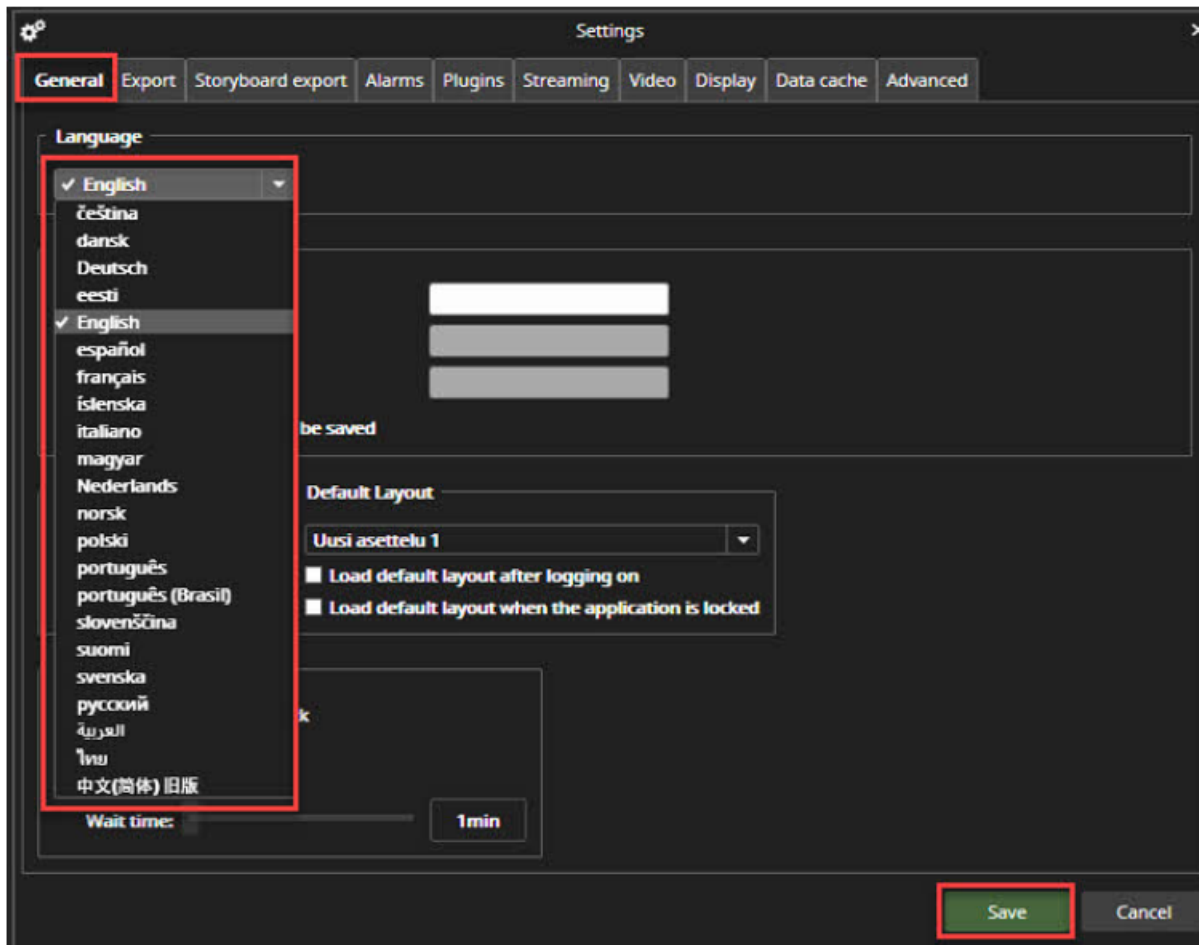 Settings
General Export Storyboard export Alarms Plugins Streaming Video Display Data cache Advanced
Language
English
čeština
dansk
Deutsch
eesti
English
español
français
íslenska
italiano
be saved
magyar
Nederlands
Default Layout
norsk
polski
Uusi asettelu 1
português
Load default layout after logging on
português (Brasil)
Load default layout when the application is locked
slovenščina
suomi
svenska
русский
العربية
ไทย
中文(简体) 旧版
Wait time: 1min
Save Cancel